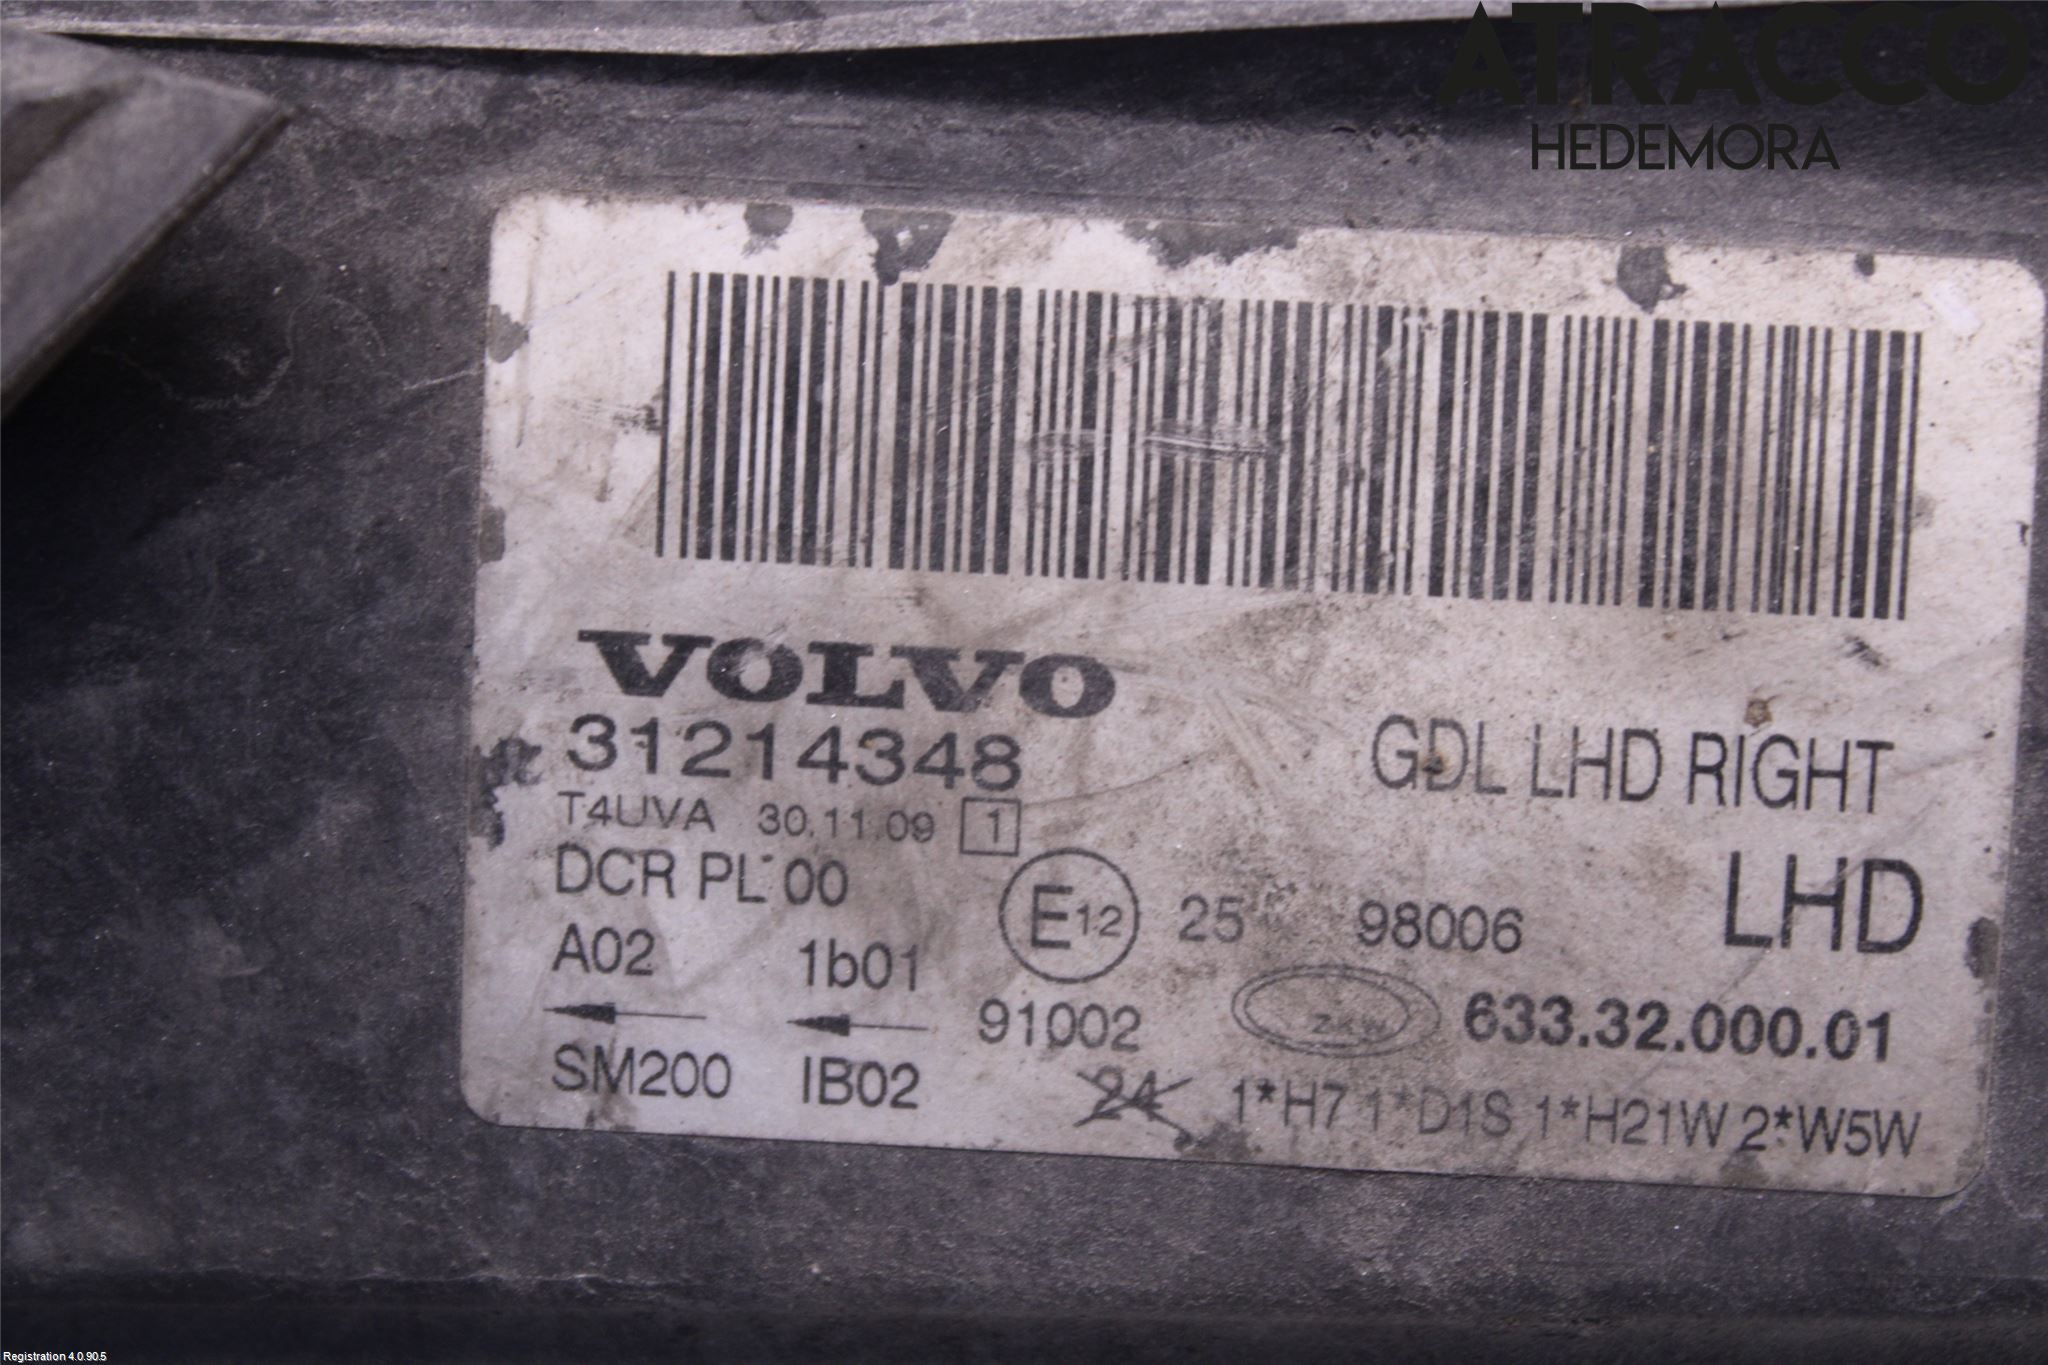 ATRACCO
HEDEMORA
VOLVO
31214348
GDL LHD RIGHT
T4UVA 30.11.09 1
DCR PL 00
LHD
E12 25 98006
A02 1b01
91002 ZKW 633.32.000.01
SM200 IB02
24 1*H7 1*D1S 1*H21W 2*W5W
Registration 4.0.90.5